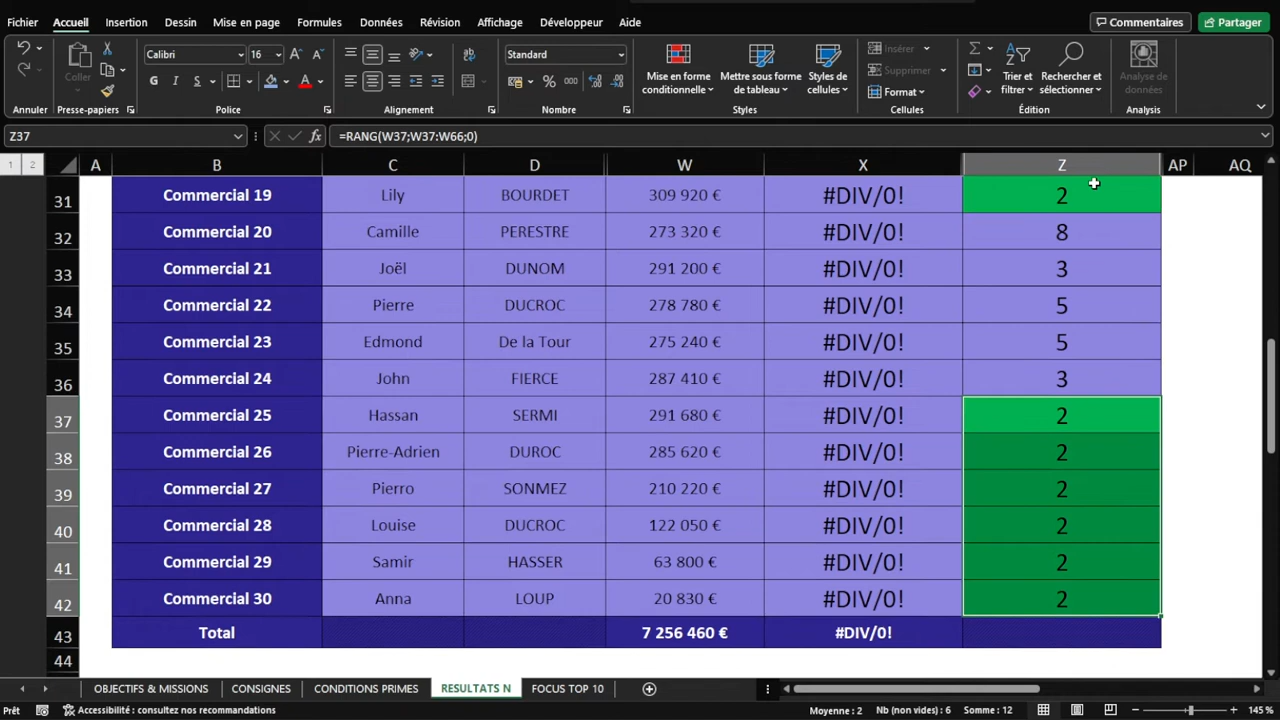 Fichier Accueil Insertion Dessin Mise en page Formules Données Révision Affichage Développeur Aide Commentaires Partager
Calibri 16 Standard Insérer
Coller Mise en forme conditionnelle Mettre sous forme de tableau Styles de cellules Supprimer Trier et filtrer Rechercher et sélectionner Analyse de données
G I S Format
Annuler Presse-papiers Police Alignement Nombre Styles Cellules Édition Analysis
Z37 fx =RANG(W37;W37:W66;0)
1 2 A B C D W X Z AP AQ
31 Commercial 19 Lily BOURDET 309 920 € #DIV/0! 2
32 Commercial 20 Camille PERESTRE 273 320 € #DIV/0! 8
33 Commercial 21 Joël DUNOM 291 200 € #DIV/0! 3
34 Commercial 22 Pierre DUCROC 278 780 € #DIV/0! 5
35 Commercial 23 Edmond De la Tour 275 240 € #DIV/0! 5
36 Commercial 24 John FIERCE 287 410 € #DIV/0! 3
37 Commercial 25 Hassan SERMI 291 680 € #DIV/0! 2
38 Commercial 26 Pierre-Adrien DUROC 285 620 € #DIV/0! 2
39 Commercial 27 Pierro SONMEZ 210 220 € #DIV/0! 2
40 Commercial 28 Louise DUCROC 122 050 € #DIV/0! 2
41 Commercial 29 Samir HASSER 63 800 € #DIV/0! 2
42 Commercial 30 Anna LOUP 20 830 € #DIV/0! 2
43 Total 7 256 460 € #DIV/0!
44
OBJECTIFS & MISSIONS CONSIGNES CONDITIONS PRIMES RESULTATS N FOCUS TOP 10
Prêt Accessibilité : consultez nos recommandations Moyenne : 2 Nb (non vides) : 6 Somme : 12 145 %